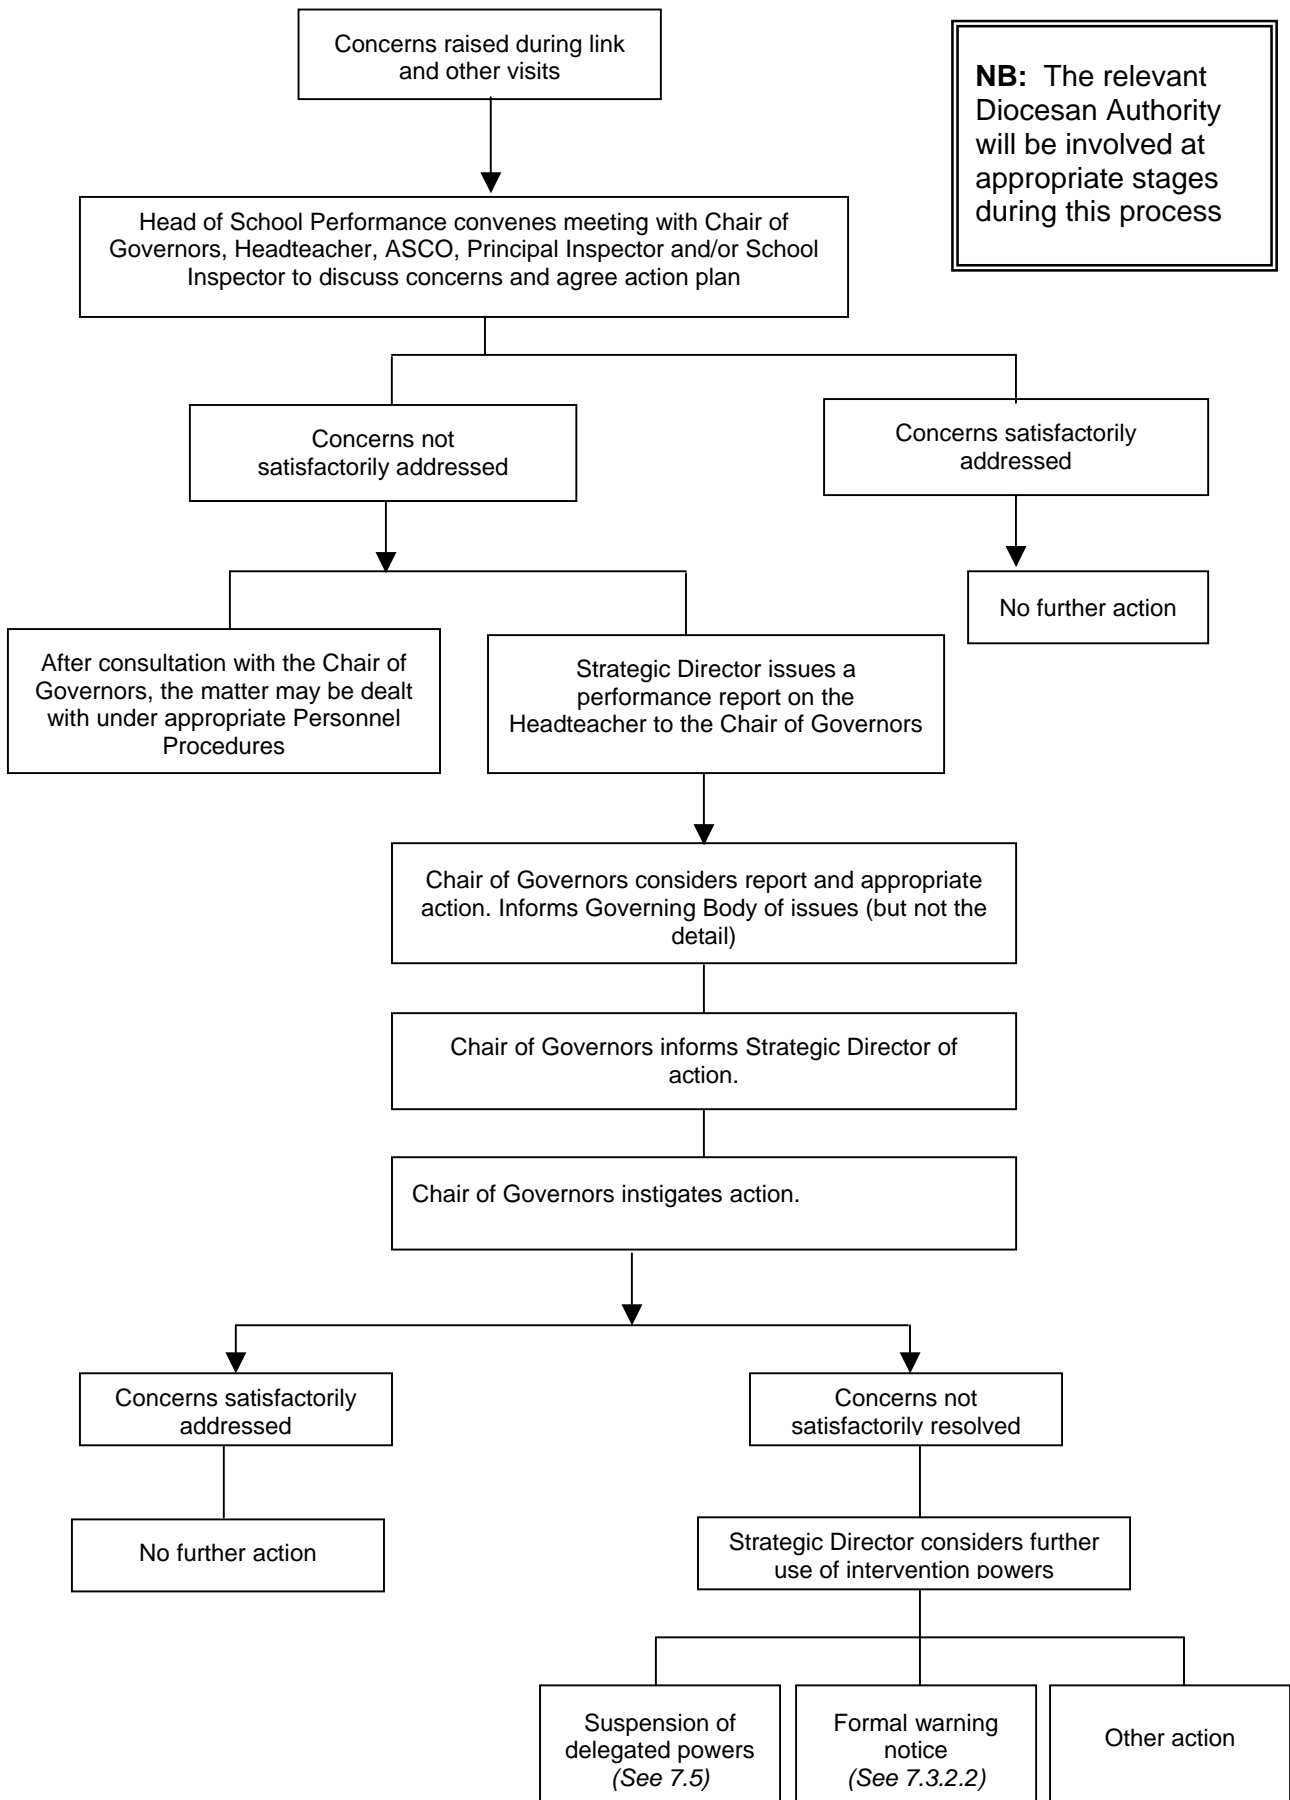 Concerns raised during link
and other visits
NB: The relevant
Diocesan Authority
will be involved at
appropriate stages
during this process
Head of School Performance convenes meeting with Chair of
Governors, Headteacher, ASCO, Principal Inspector and/or School
Inspector to discuss concerns and agree action plan
Concerns not
satisfactorily addressed
Concerns satisfactorily
addressed
No further action
After consultation with the Chair of
Governors, the matter may be dealt
with under appropriate Personnel
Procedures
Strategic Director issues a
performance report on the
Headteacher to the Chair of Governors
Chair of Governors considers report and appropriate
action. Informs Governing Body of issues (but not the
detail)
Chair of Governors informs Strategic Director of
action.
Chair of Governors instigates action.
Concerns satisfactorily
addressed
Concerns not
satisfactorily resolved
No further action
Strategic Director considers further
use of intervention powers
Suspension of
delegated powers
(See 7.5)
Formal warning
notice
(See 7.3.2.2)
Other action